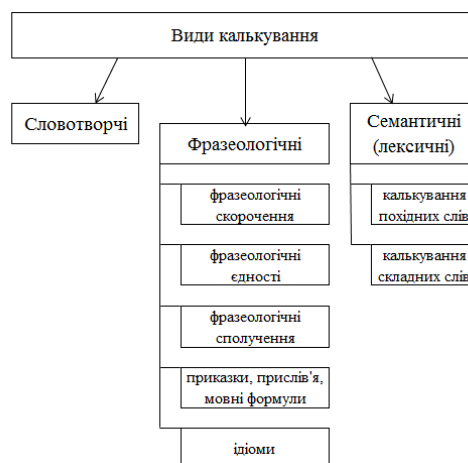 Види калькування
Словотворчі
Фразеологічні
фразеологічні
скорочення
фразеологічні
єдності
фразеологічні
сполучення
приказки, прислів'я,
мовні формули
ідіоми
Семантичні
(лексичні)
калькування
похідних слів
калькування
складних слів